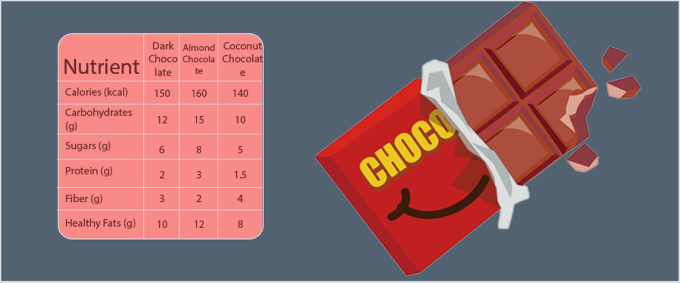 Nutrient Dark Chocolate Almond Chocolate Coconut Chocolate
Calories (kcal) 150 160 140
Carbohydrates (g) 12 15 10
Sugars (g) 6 8 5
Protein (g) 2 3 1.5
Fiber (g) 3 2 4
Healthy Fats (g) 10 12 8
CHOCO